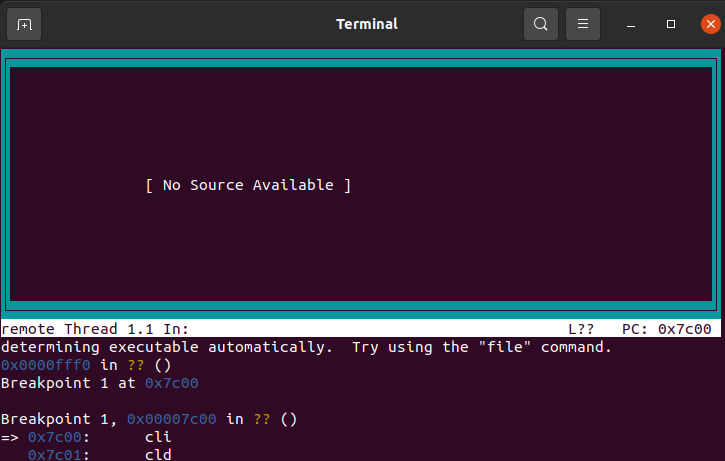 Terminal
[ No Source Available ]
remote Thread 1.1 In: L?? PC: 0x7c00
determining executable automatically.  Try using the "file" command.
0x0000fff0 in ?? ()
Breakpoint 1 at 0x7c00
Breakpoint 1, 0x00007c00 in ?? ()
=> 0x7c00: cli
0x7c01: cld